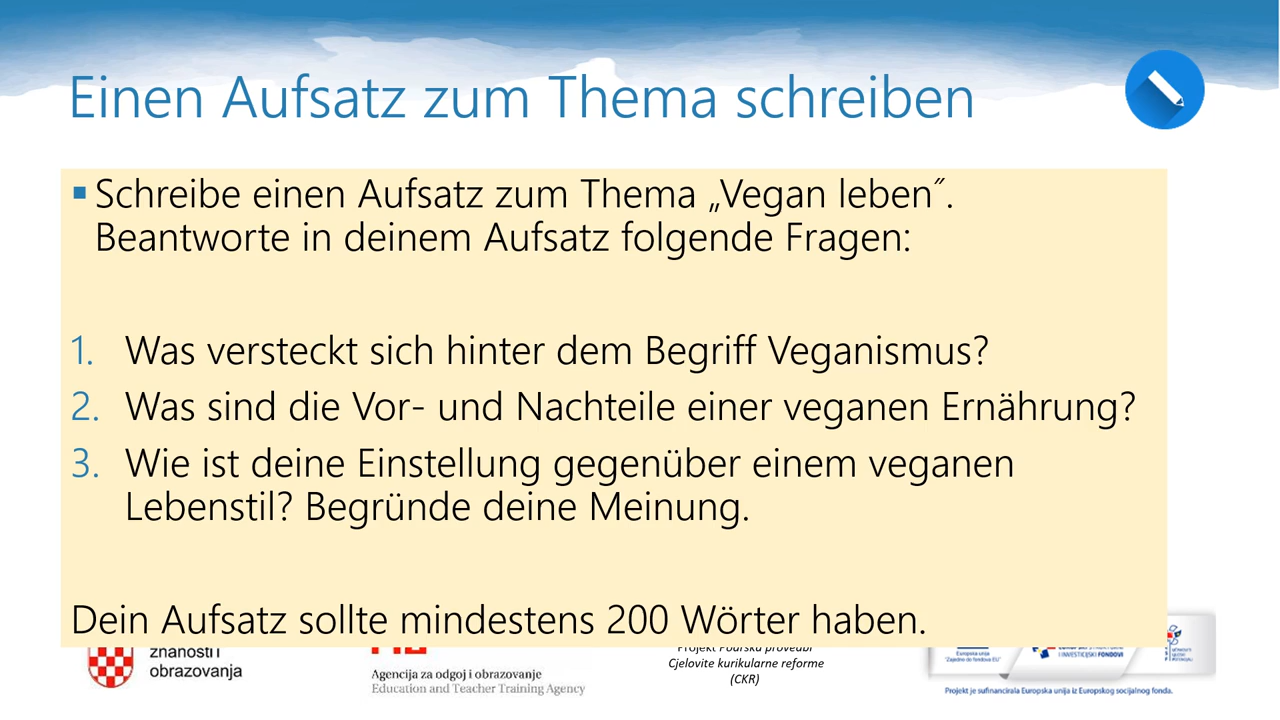 Einen Aufsatz zum Thema schreiben
▪ Schreibe einen Aufsatz zum Thema „Vegan leben˝.
Beantworte in deinem Aufsatz folgende Fragen:
1. Was versteckt sich hinter dem Begriff Veganismus?
2. Was sind die Vor- und Nachteile einer veganen Ernährung?
3. Wie ist deine Einstellung gegenüber einem veganen
Lebenstil? Begründe deine Meinung.
Dein Aufsatz sollte mindestens 200 Wörter haben.
znanosti i
obrazovanja
Agencija za odgoj i obrazovanje
Education and Teacher Training Agency
Projekt Podrška provedbi
Cjelovite kurikularne reforme
(CKR)
Europska unija
"Zajedno do fondova EU"
I INVESTICIJSKI FONDOVI
Projekt je sufinancirala Europska unija iz Europskog socijalnog fonda.